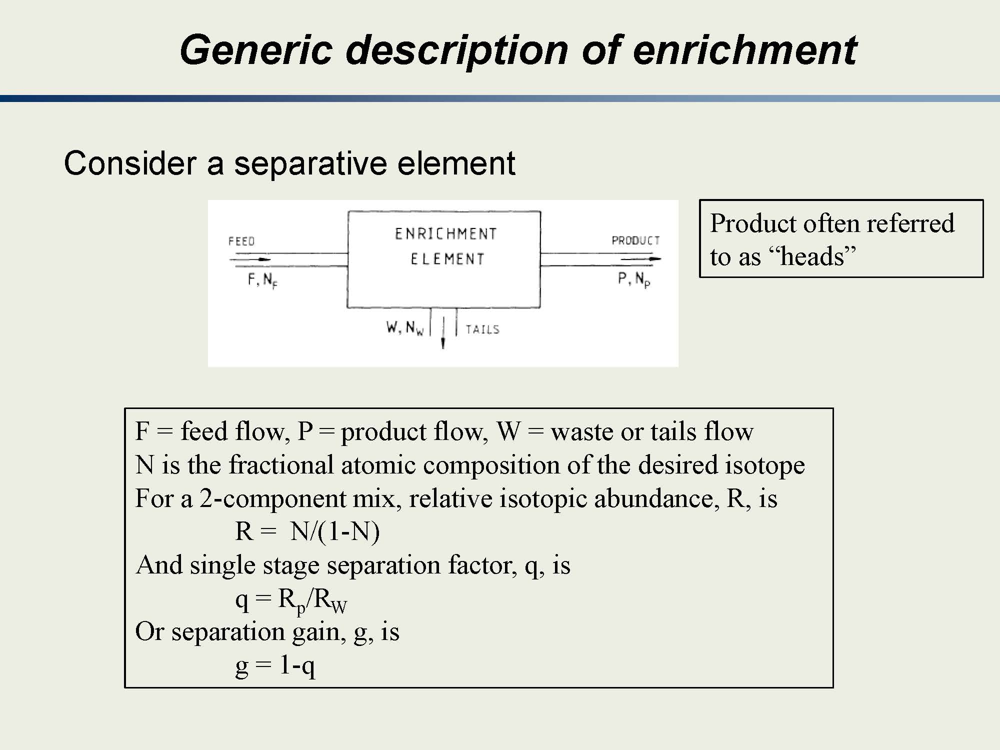 Generic description of enrichment
Consider a separative element
FEED
F, N_F
ENRICHMENT
ELEMENT
PRODUCT
P, N_P
W, N_W
TAILS
Product often referred
to as “heads”
F = feed flow, P = product flow, W = waste or tails flow
N is the fractional atomic composition of the desired isotope
For a 2-component mix, relative isotopic abundance, R, is
R = N/(1-N)
And single stage separation factor, q, is
q = R_p/R_W
Or separation gain, g, is
g = 1-q